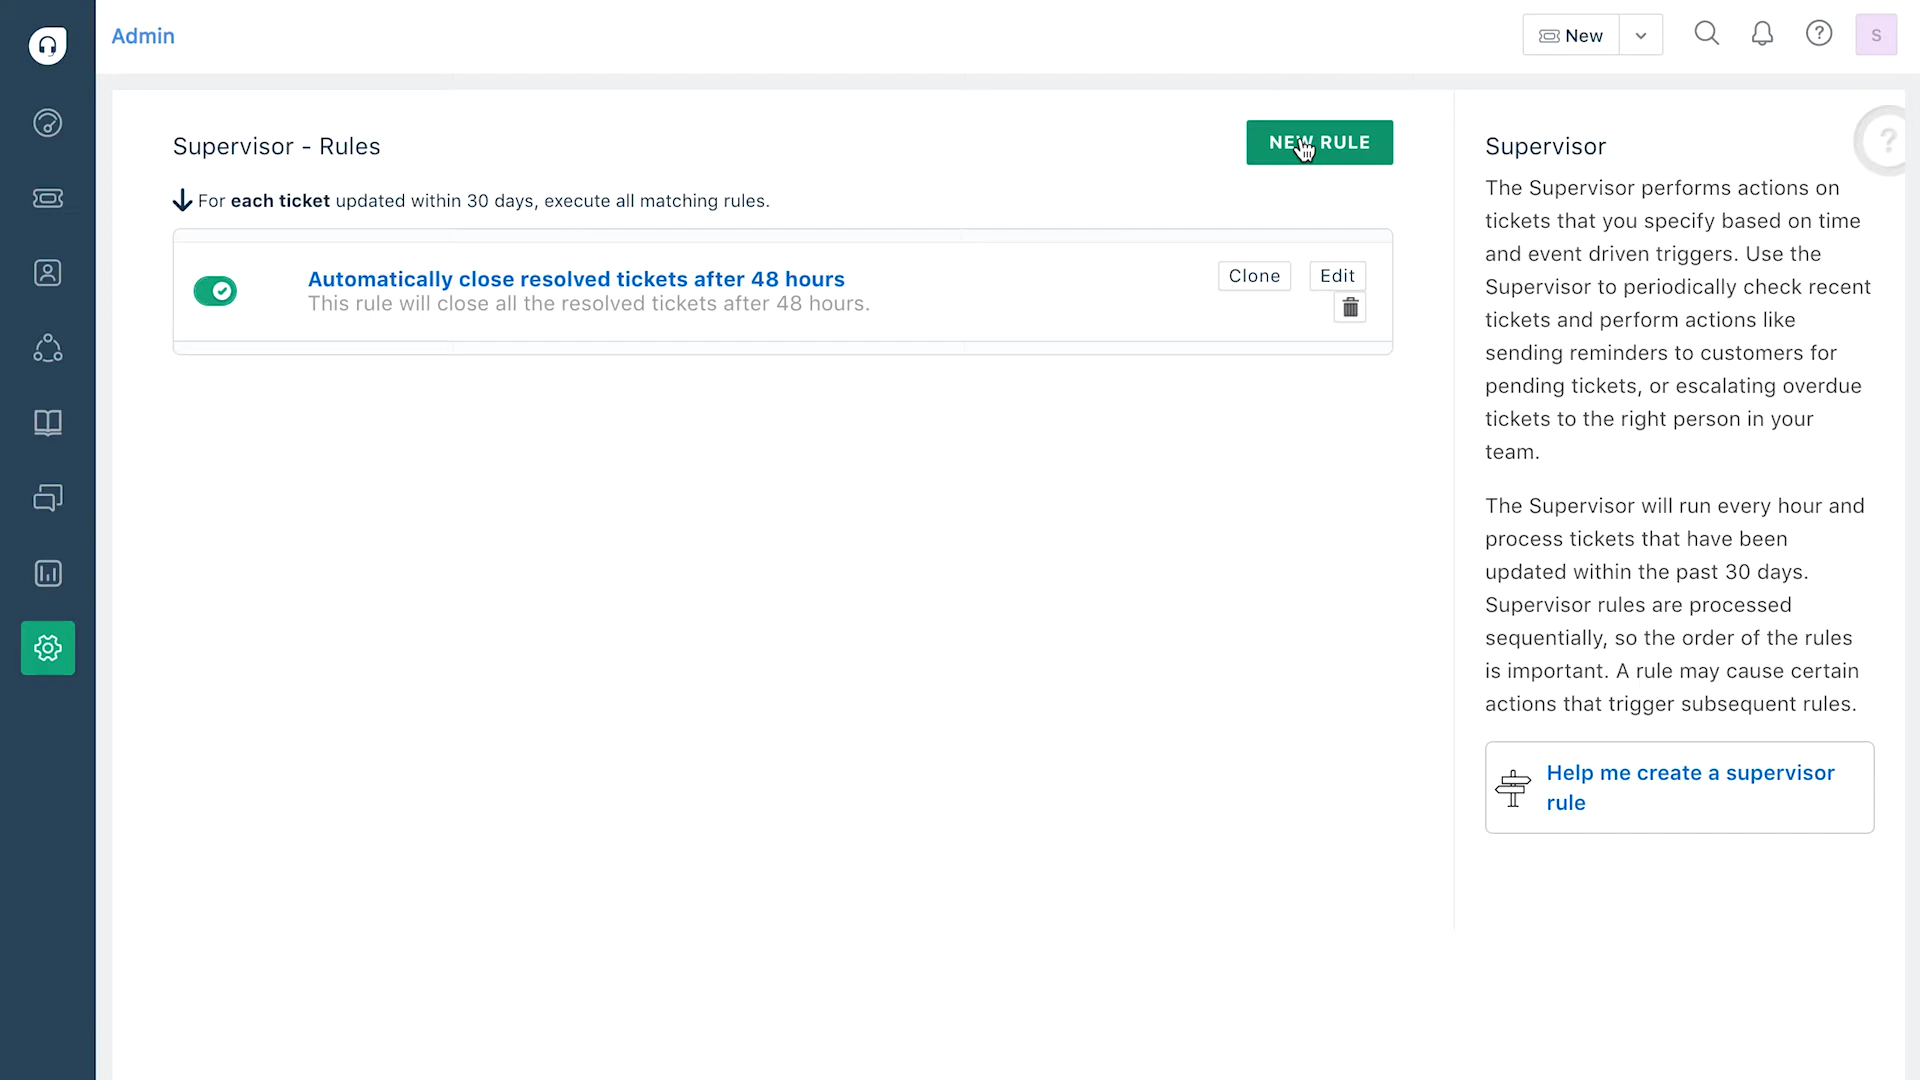 Admin
New
S
Supervisor - Rules
NEW RULE
For each ticket updated within 30 days, execute all matching rules.
Automatically close resolved tickets after 48 hours
This rule will close all the resolved tickets after 48 hours.
Clone
Edit
Supervisor
?
The Supervisor performs actions on
tickets that you specify based on time
and event driven triggers. Use the
Supervisor to periodically check recent
tickets and perform actions like
sending reminders to customers for
pending tickets, or escalating overdue
tickets to the right person in your
team.
The Supervisor will run every hour and
process tickets that have been
updated within the past 30 days.
Supervisor rules are processed
sequentially, so the order of the rules
is important. A rule may cause certain
actions that trigger subsequent rules.
Help me create a supervisor
rule